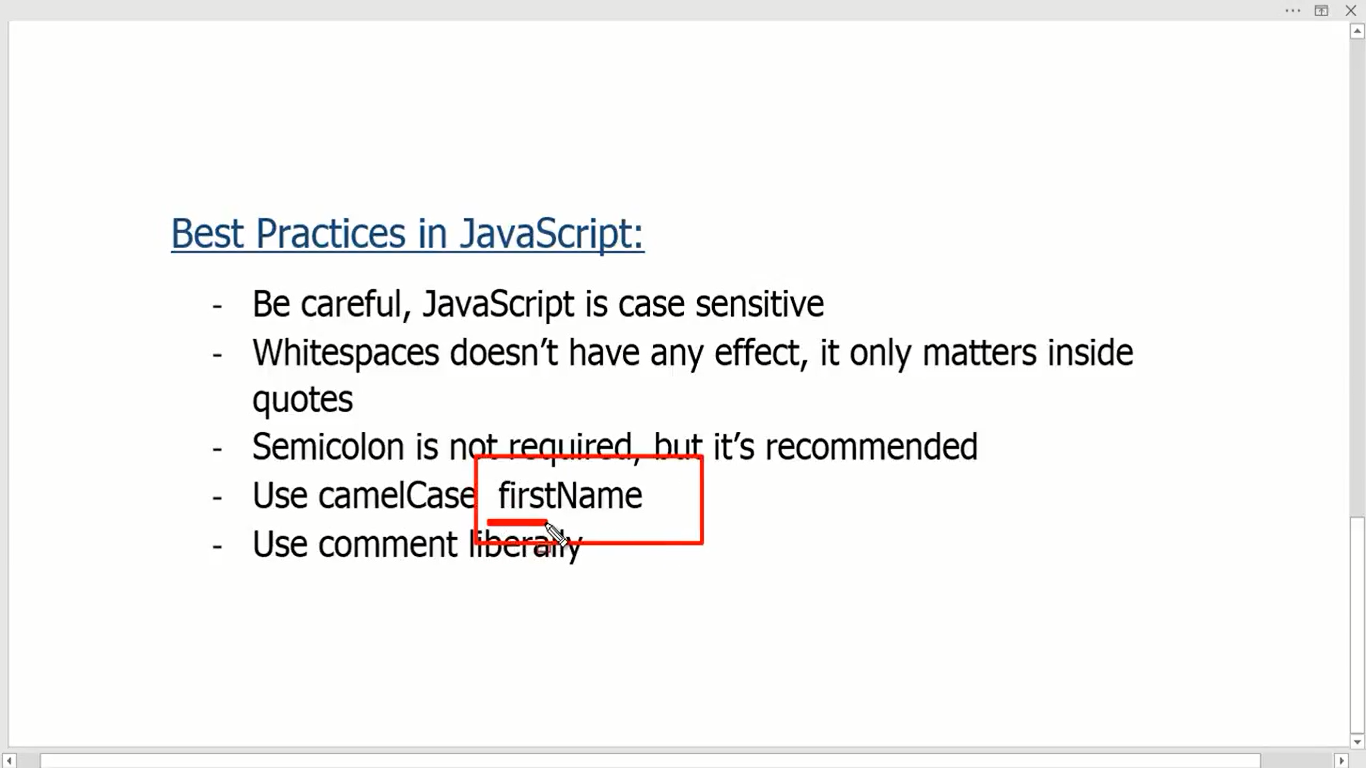 Best Practices in JavaScript:
- Be careful, JavaScript is case sensitive
- Whitespaces doesn't have any effect, it only matters inside
quotes
- Semicolon is not required, but it's recommended
- Use camelCase firstName
- Use comment liberally